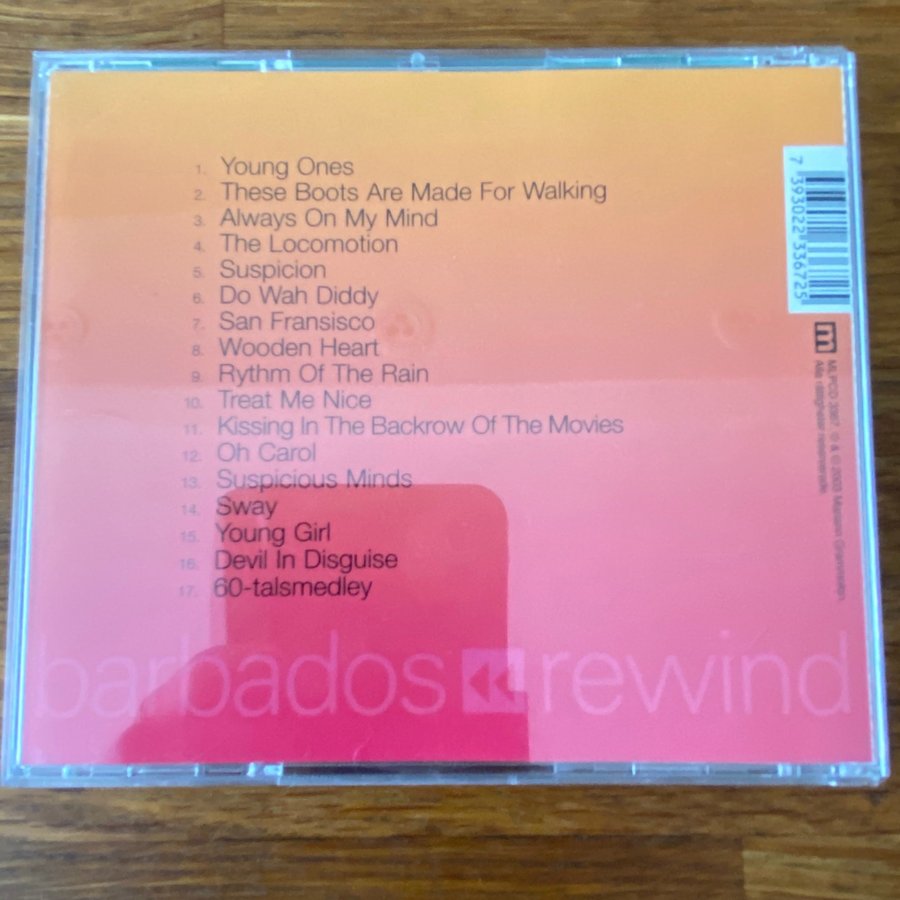 1. Young Ones
2. These Boots Are Made For Walking
3. Always On My Mind
4. The Locomotion
5. Suspicion
6. Do Wah Diddy
7. San Fransisco
8. Wooden Heart
9. Rythm Of The Rain
10. Treat Me Nice
11. Kissing In The Backrow Of The Movies
12. Oh Carol
13. Suspicious Minds
14. Sway
15. Young Girl
16. Devil In Disguise
17. 60-talsmedley
barbados rewind
7 393022 336725
m
© & 2003